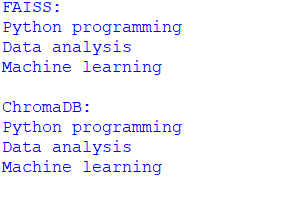 FAISS:
Python programming
Data analysis
Machine learning

ChromaDB:
Python programming
Data analysis
Machine learning